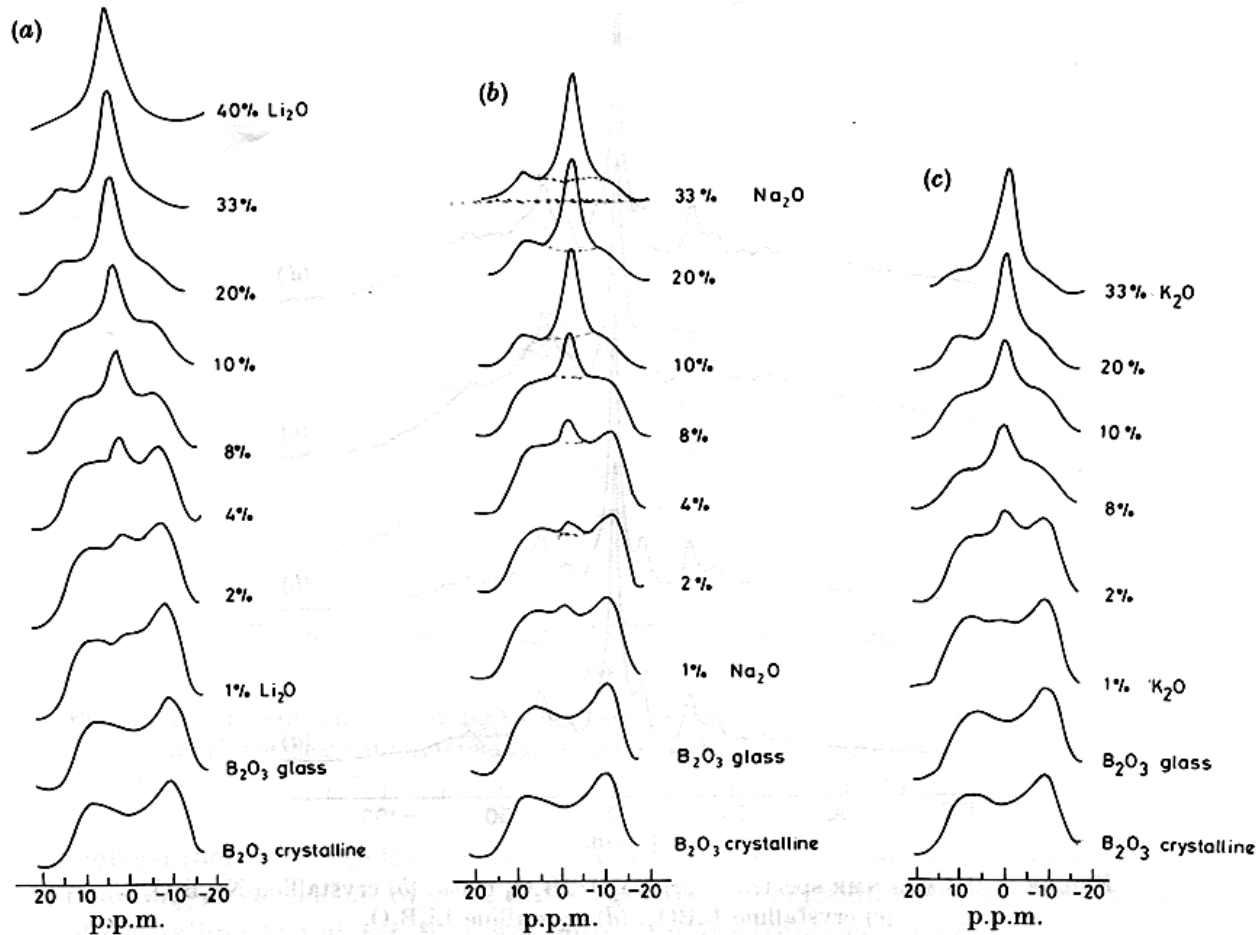 (a)
40% Li₂O
33%
20%
10%
8%
4%
2%
1% Li₂O
B₂O₃ glass
B₂O₃ crystalline
20 10 0 -10 -20
p.p.m.
(b)
33% Na₂O
20%
10%
8%
4%
2%
1% Na₂O
B₂O₃ glass
B₂O₃ crystalline
20 10 0 -10 -20
p.p.m.
(c)
33% K₂O
20%
10%
8%
2%
1% K₂O
B₂O₃ glass
B₂O₃ crystalline
20 10 0 -10 -20
p.p.m.